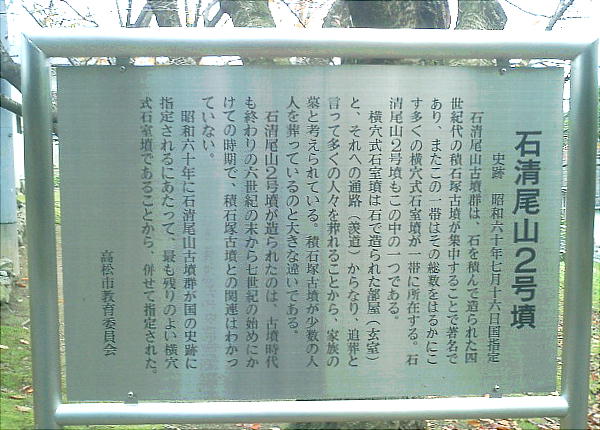 石清尾山2号墳
史跡 昭和六十年七月十六日国指定
石清尾山古墳群は、石を積んで造られた四
世紀代の積石塚古墳が集中することで著名で
あり、またこの一帯はその総数をはるかにこ
す多くの横穴式石室墳が一帯に所在する。石
清尾山2号墳もこの中の一つである。
横穴式石室墳は石で造られた部屋(玄室)
と、それへの通路(羨道)からなり、追葬と
言って多くの人々を葬れることから、家族の
墓と考えられている。積石塚古墳が少数の人
人を葬っているのと大きな違いである。
石清尾山2号墳が造られたのは、古墳時代
も終わりの六世紀の末から七世紀の始めにか
けての時期で、積石塚古墳との関連はわかっ
ていない。
昭和六十年に石清尾山古墳群が国の史跡に
指定されるにあたって、最も残りのよい横穴
式石室墳であることから、併せて指定された。
高松市教育委員会